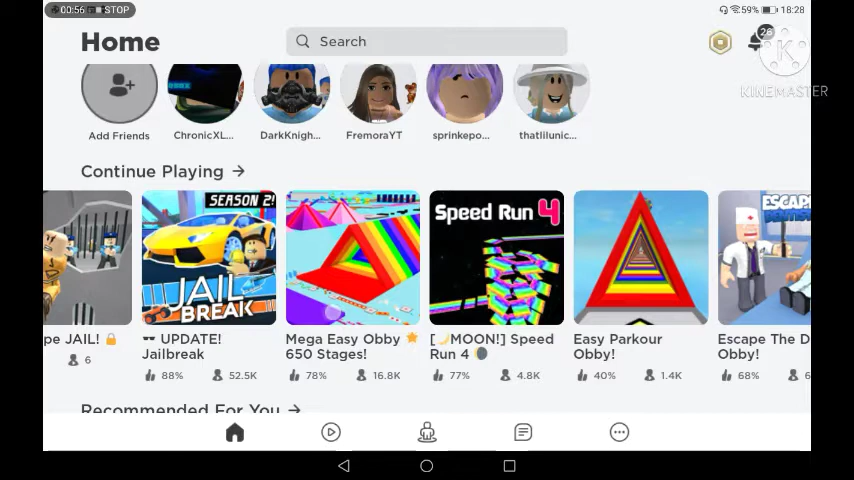 00:56 STOP
59% 18:28
Home
Search
26
K
KINEMASTER
Add Friends
ChronicXL...
DarkKnigh...
FremoraYT
sprinkepo...
thatlilunic...
Continue Playing →
SEASON 2!
JAIL
BREAK
Speed Run 4
ESCAPE
pe JAIL! 🔒
6
🕶 UPDATE!
Jailbreak
88% 52.5K
Mega Easy Obby ⭐
650 Stages!
78% 16.8K
[🌙MOON!] Speed
Run 4 🌘
77% 4.8K
Easy Parkour
Obby!
40% 1.4K
Escape The D
Obby!
68% 6
Recommended For You →